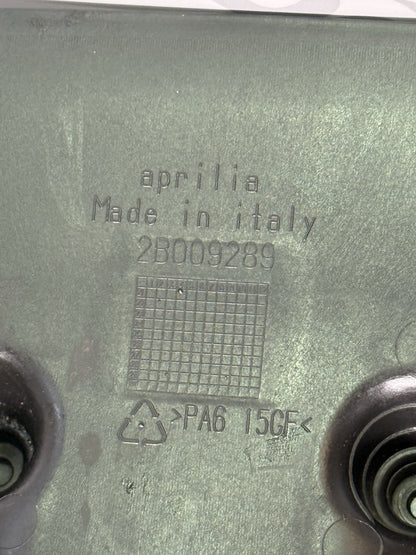 aprilia
Made in italy
2B009289
>PA6 15GF<